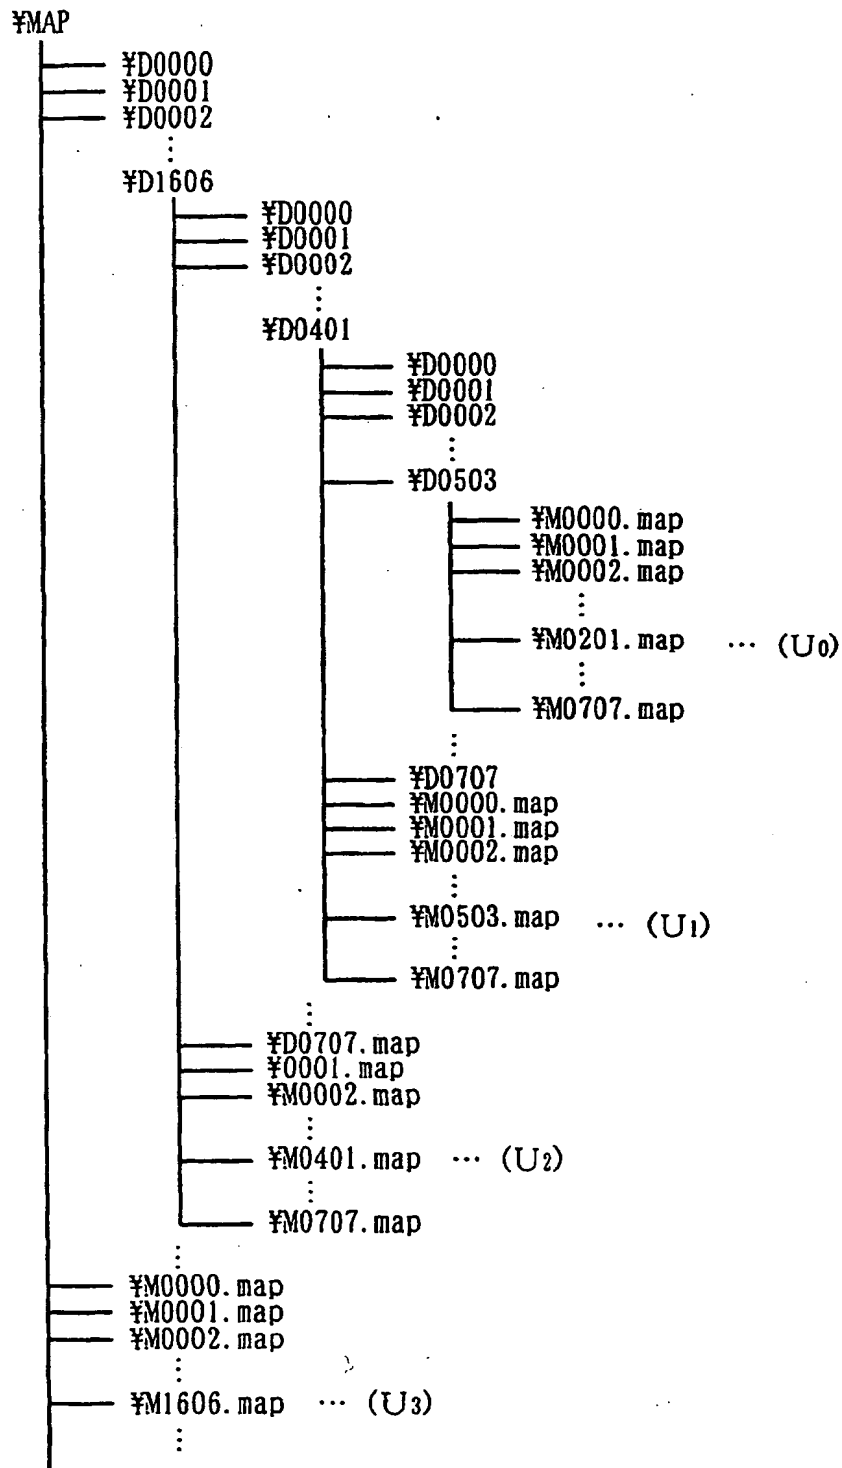 ¥MAP
¥D0000
¥D0001
¥D0002
⋮
¥D1606
¥D0000
¥D0001
¥D0002
⋮
¥D0401
¥D0000
¥D0001
¥D0002
⋮
¥D0503
¥M0000.map
¥M0001.map
¥M0002.map
⋮
¥M0201.map … (U0)
⋮
¥M0707.map
⋮
¥D0707
¥M0000.map
¥M0001.map
¥M0002.map
⋮
¥M0503.map … (U1)
⋮
¥M0707.map
⋮
¥D0707.map
¥0001.map
¥M0002.map
⋮
¥M0401.map … (U2)
⋮
¥M0707.map
⋮
¥M0000.map
¥M0001.map
¥M0002.map
⋮
¥M1606.map … (U3)
⋮